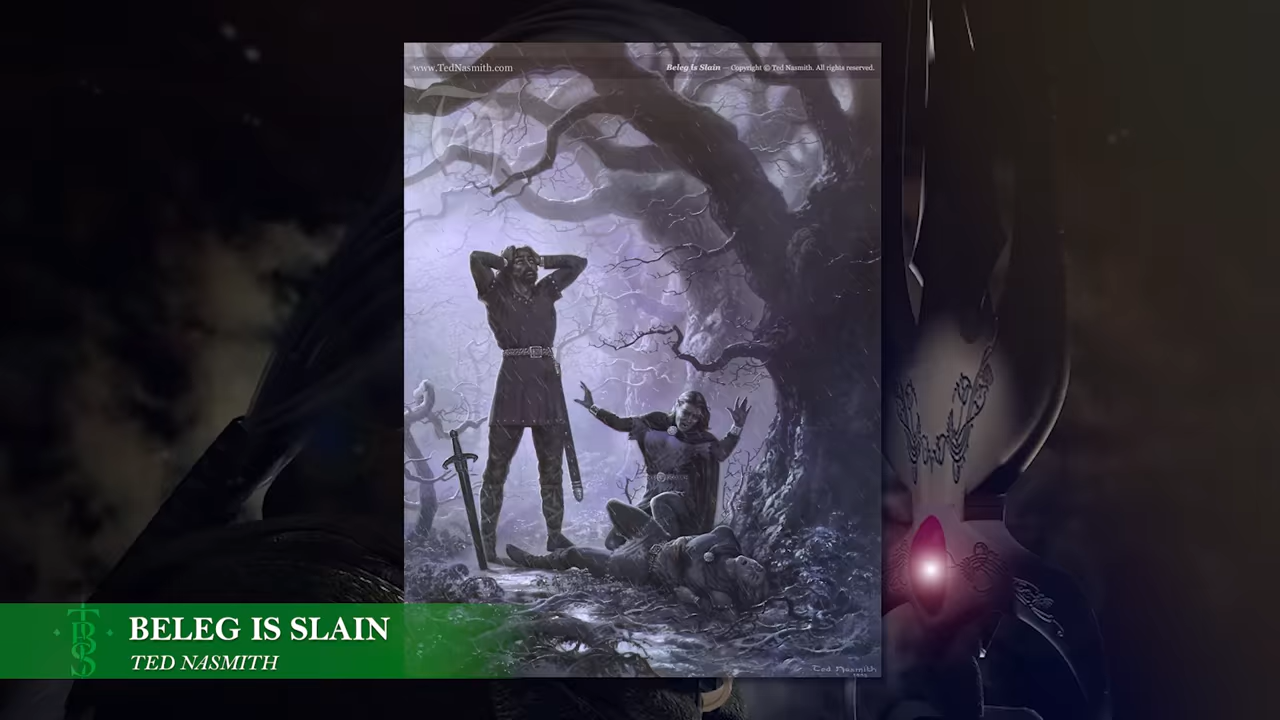 www.TedNasmith.com
Beleg is Slain — Copyright © Ted Nasmith. All rights reserved.
BELEG IS SLAIN
TED NASMITH
Ted Nasmith